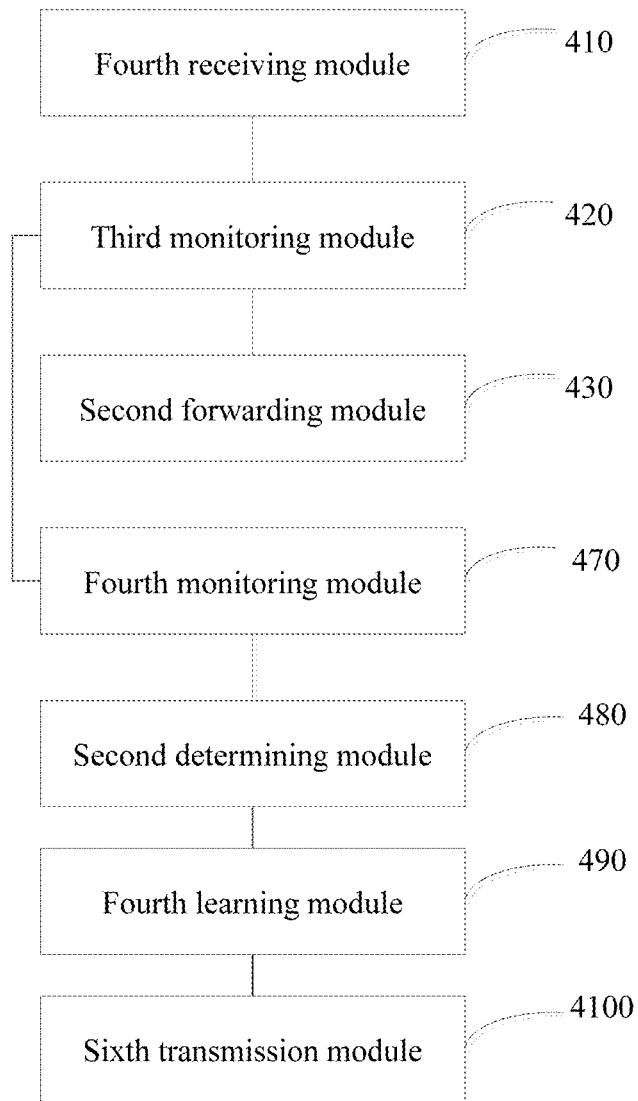 Fourth receiving module
410
Third monitoring module
420
Second forwarding module
430
Fourth monitoring module
470
Second determining module
480
Fourth learning module
490
Sixth transmission module
4100